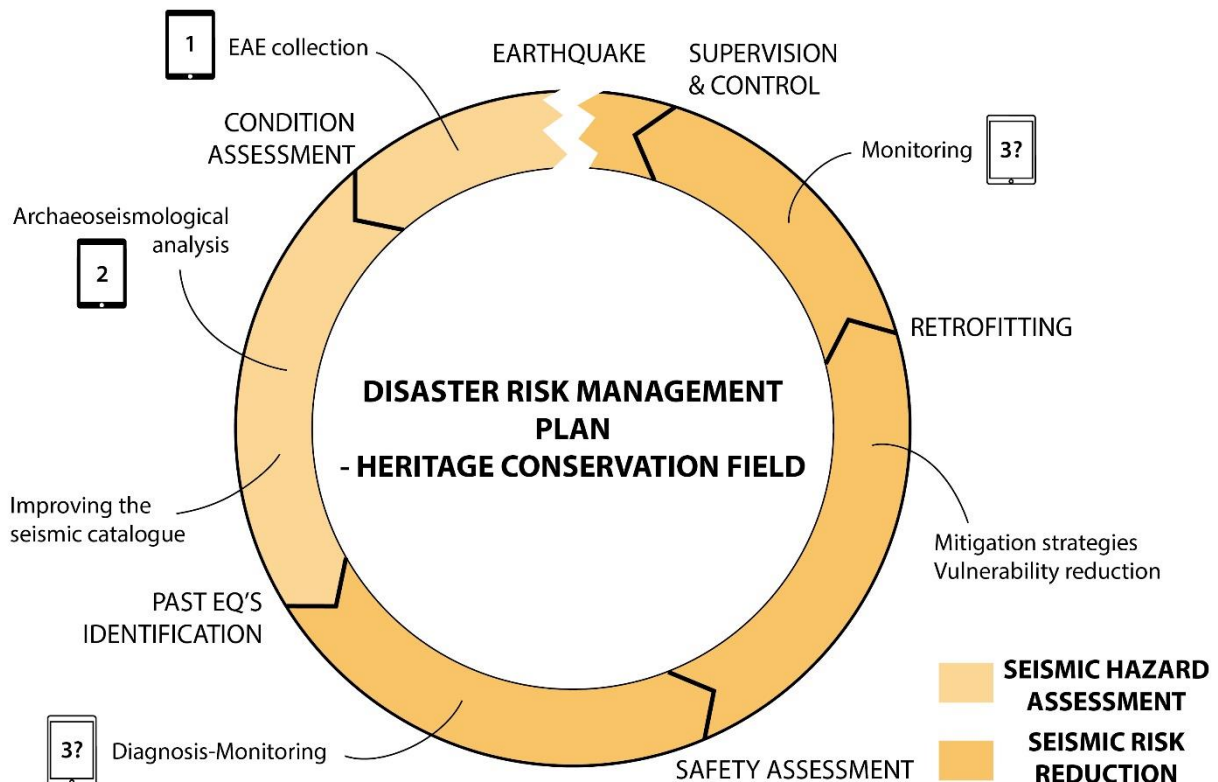 1
EAE collection
EARTHQUAKE
SUPERVISION
& CONTROL
CONDITION
ASSESSMENT
Monitoring
3?
Archaeoseismological
analysis
2
RETROFITTING
DISASTER RISK MANAGEMENT
PLAN
- HERITAGE CONSERVATION FIELD
Improving the
seismic catalogue
Mitigation strategies
Vulnerability reduction
PAST EQ'S
IDENTIFICATION
SEISMIC HAZARD
ASSESSMENT
3?
Diagnosis-Monitoring
SAFETY ASSESSMENT
SEISMIC RISK
REDUCTION